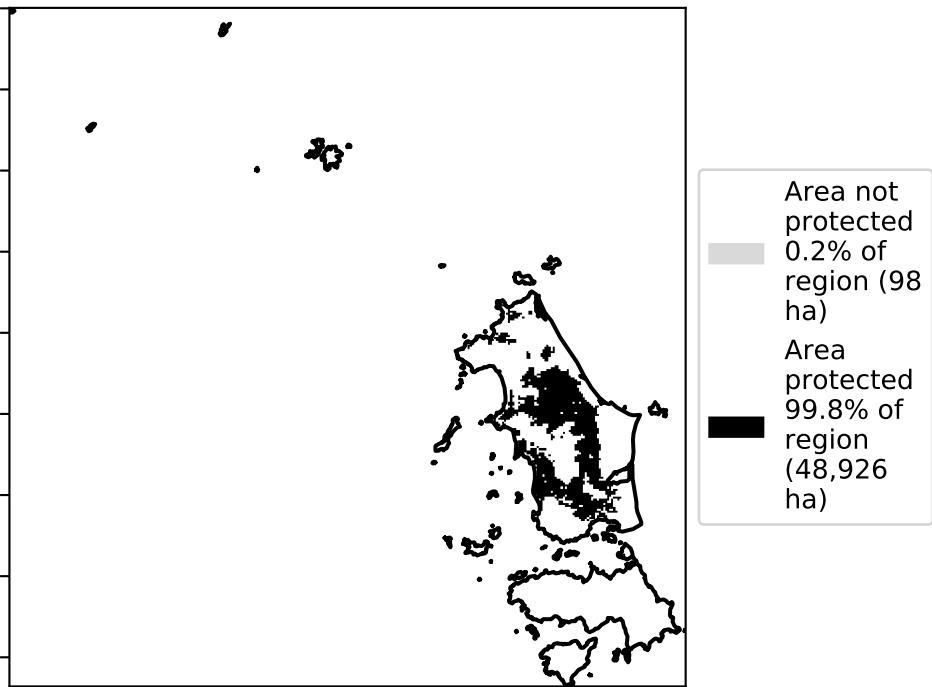 Area not
protected
0.2% of
region (98
ha)
Area
protected
99.8% of
region
(48,926
ha)